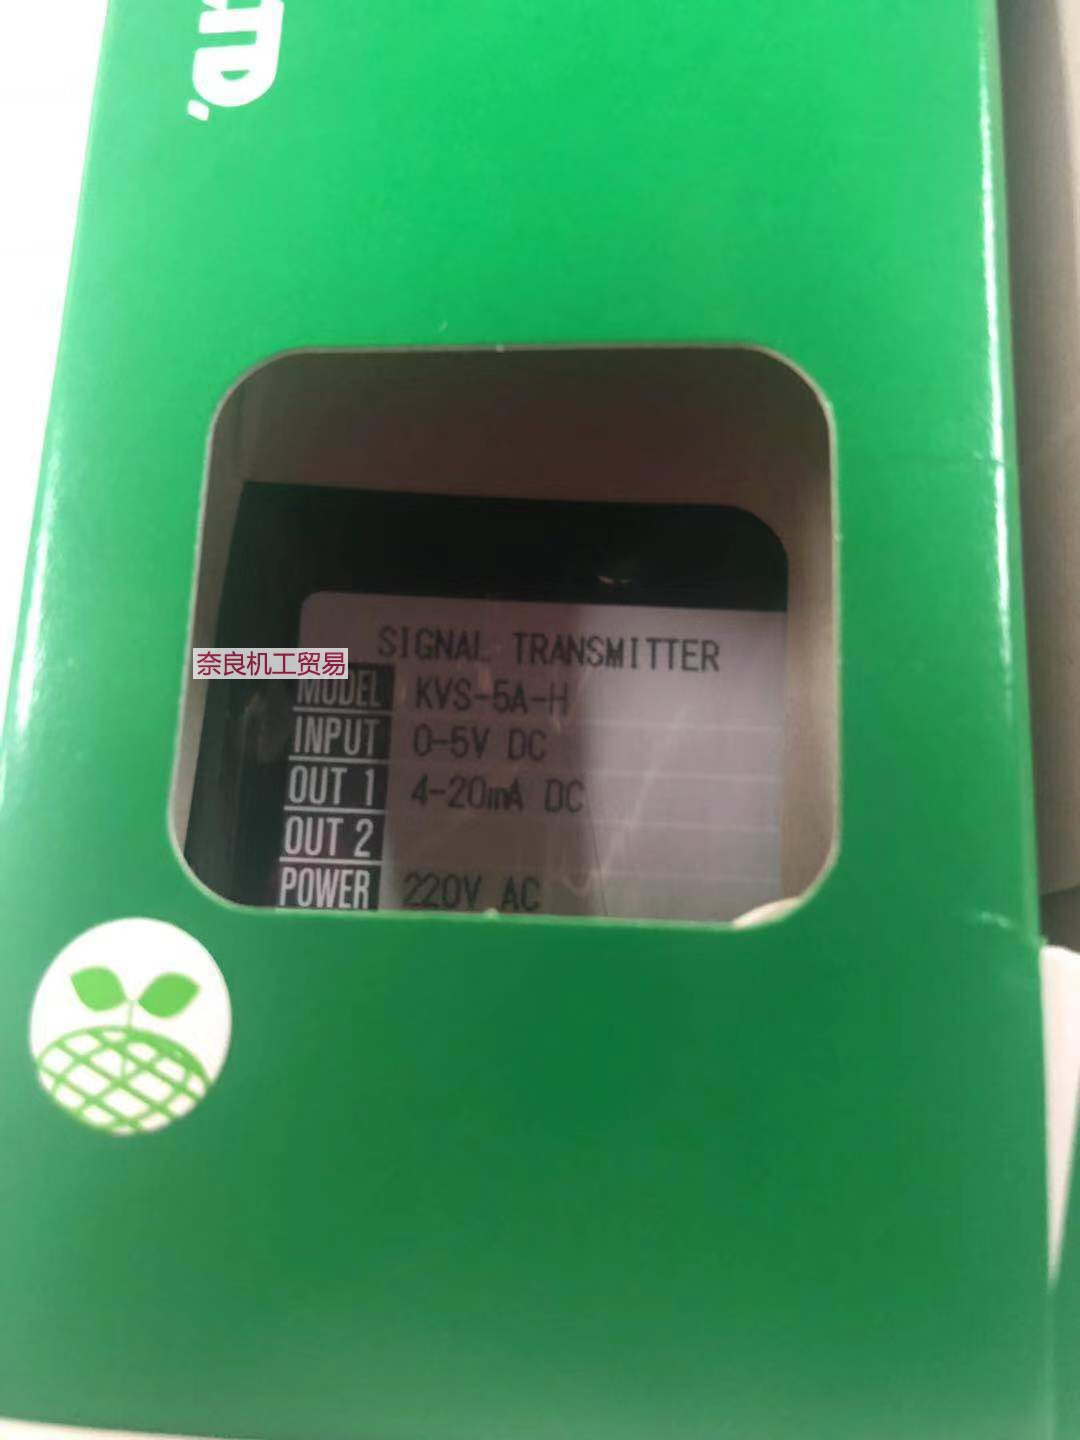 LTD.
SIGNAL TRANSMITTER
奈良机工贸易
MODEL KVS-5A-H
INPUT 0-5V DC
OUT 1 4-20mA DC
OUT 2
POWER 220V AC